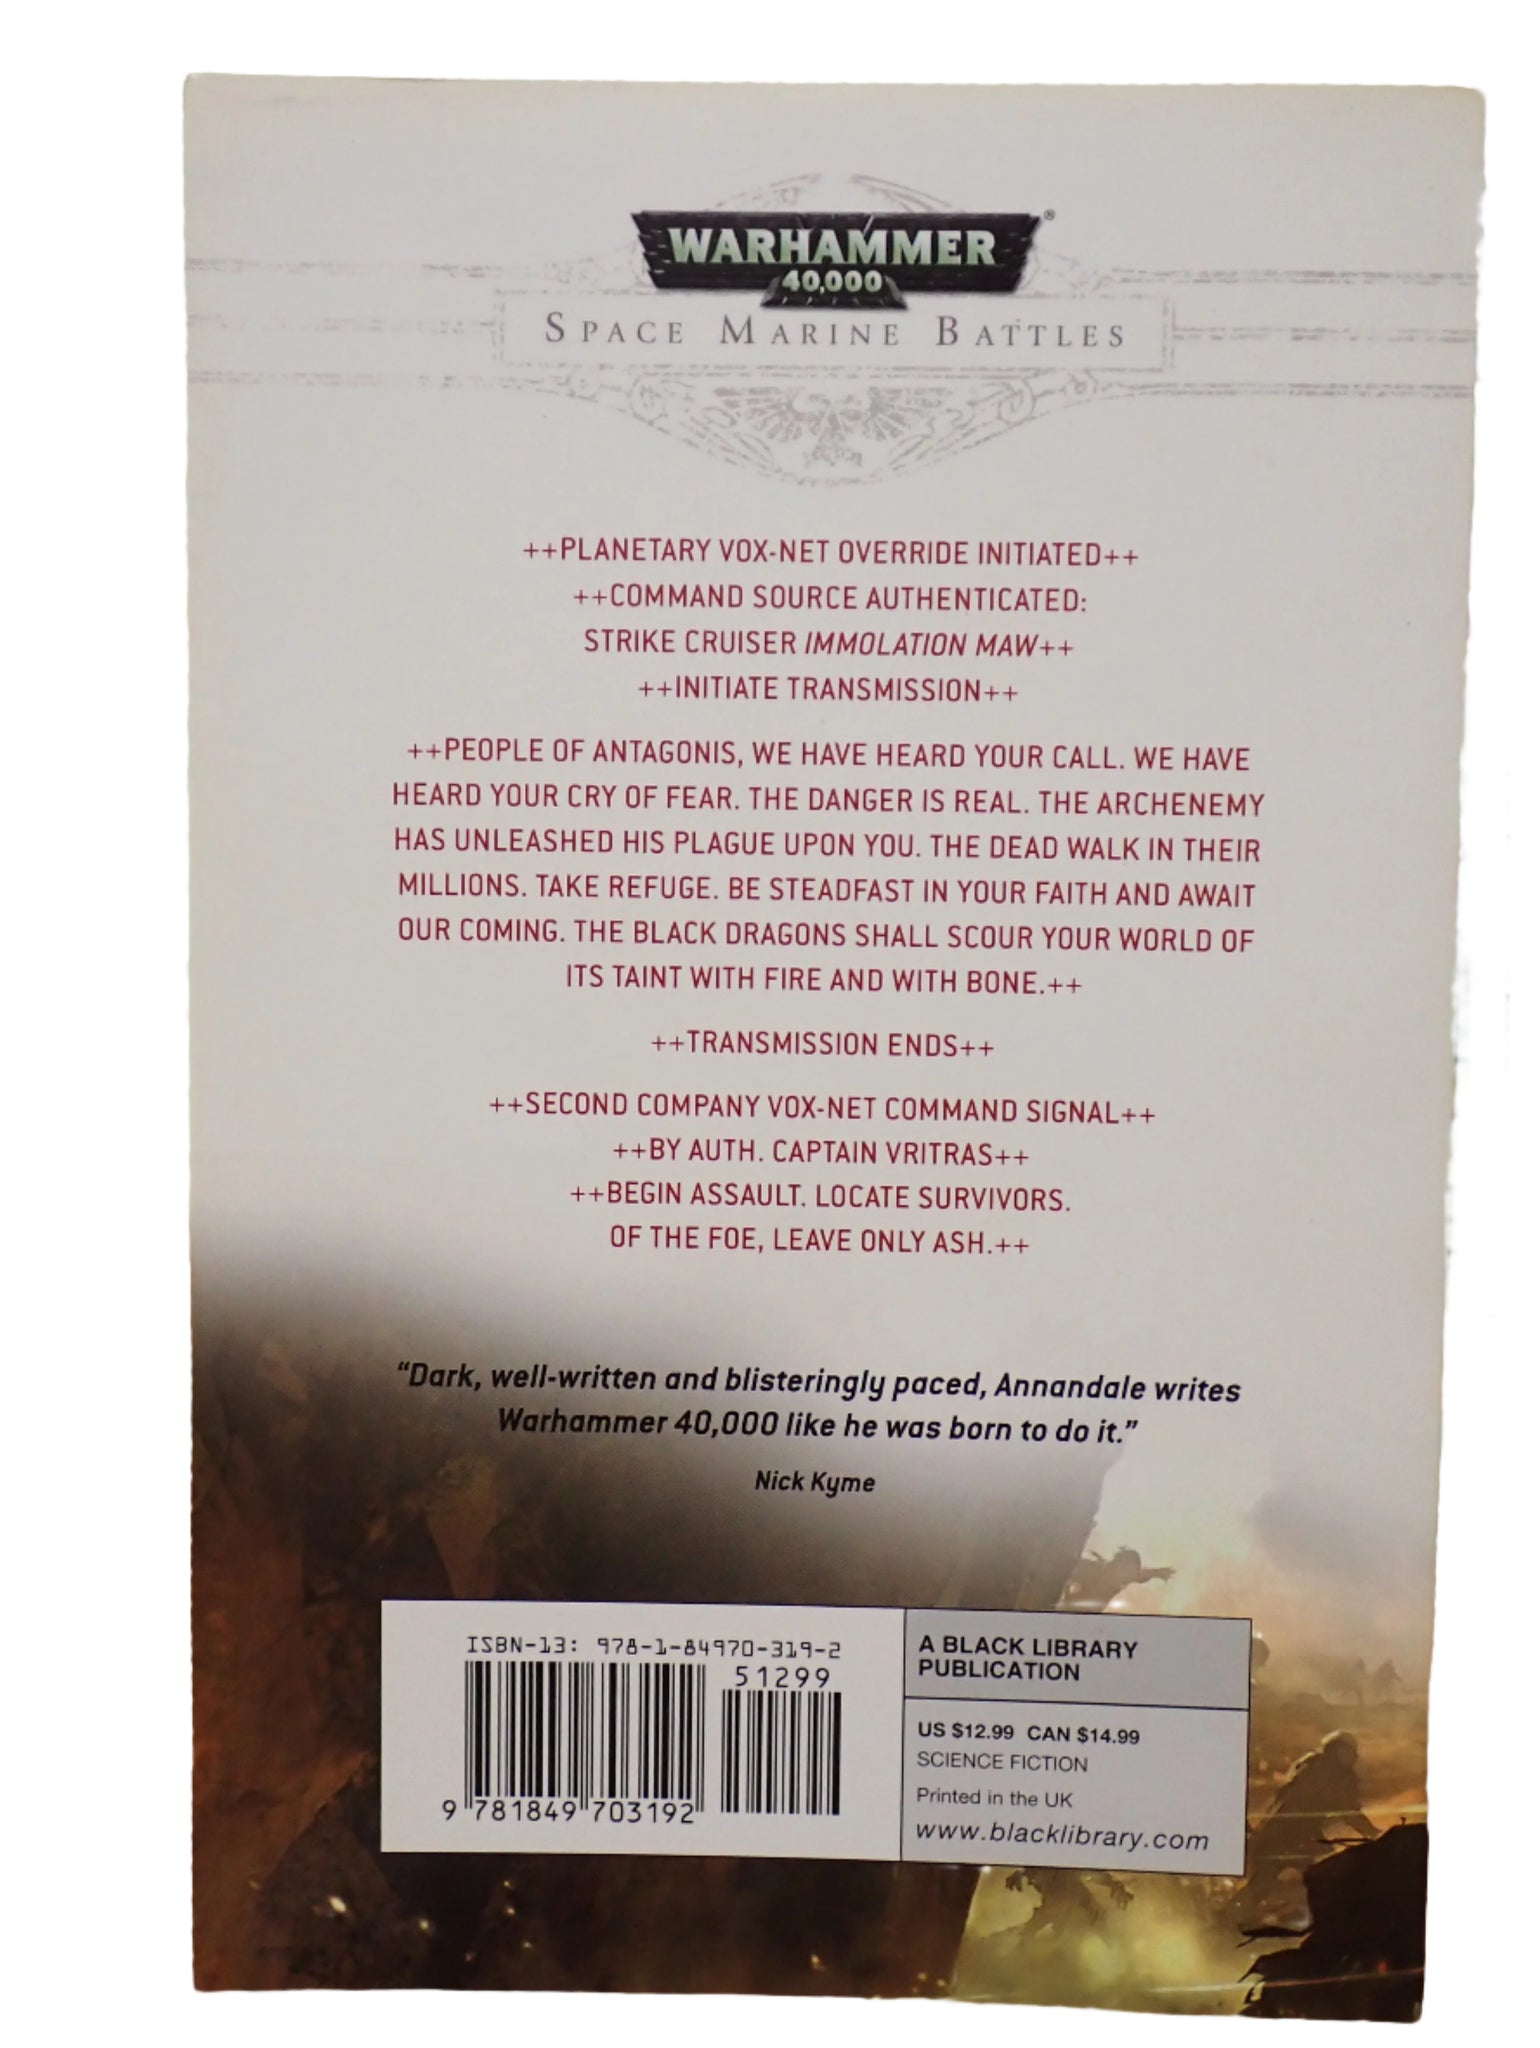 WARHAMMER®
40,000
SPACE MARINE BATTLES
++PLANETARY VOX-NET OVERRIDE INITIATED++
++COMMAND SOURCE AUTHENTICATED:
STRIKE CRUISER IMMOLATION MAW++
++INITIATE TRANSMISSION++
++PEOPLE OF ANTAGONIS, WE HAVE HEARD YOUR CALL. WE HAVE
HEARD YOUR CRY OF FEAR. THE DANGER IS REAL. THE ARCHENEMY
HAS UNLEASHED HIS PLAGUE UPON YOU. THE DEAD WALK IN THEIR
MILLIONS. TAKE REFUGE. BE STEADFAST IN YOUR FAITH AND AWAIT
OUR COMING. THE BLACK DRAGONS SHALL SCOUR YOUR WORLD OF
ITS TAINT WITH FIRE AND WITH BONE.++
++TRANSMISSION ENDS++
++SECOND COMPANY VOX-NET COMMAND SIGNAL++
++BY AUTH. CAPTAIN VRITRAS++
++BEGIN ASSAULT. LOCATE SURVIVORS.
OF THE FOE, LEAVE ONLY ASH.++
“Dark, well-written and blisteringly paced, Annandale writes
Warhammer 40,000 like he was born to do it.”
Nick Kyme
ISBN-13: 978-1-84970-319-2
51299
9 781849 703192
A BLACK LIBRARY
PUBLICATION
US $12.99 CAN $14.99
SCIENCE FICTION
Printed in the UK
www.blacklibrary.com